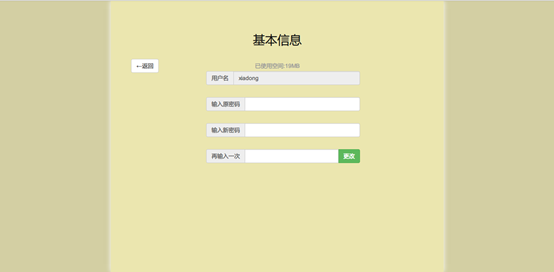 基本信息
←返回
已使用空间:19MB
用户名 xiadong
输入原密码
输入新密码
再输入一次 更改